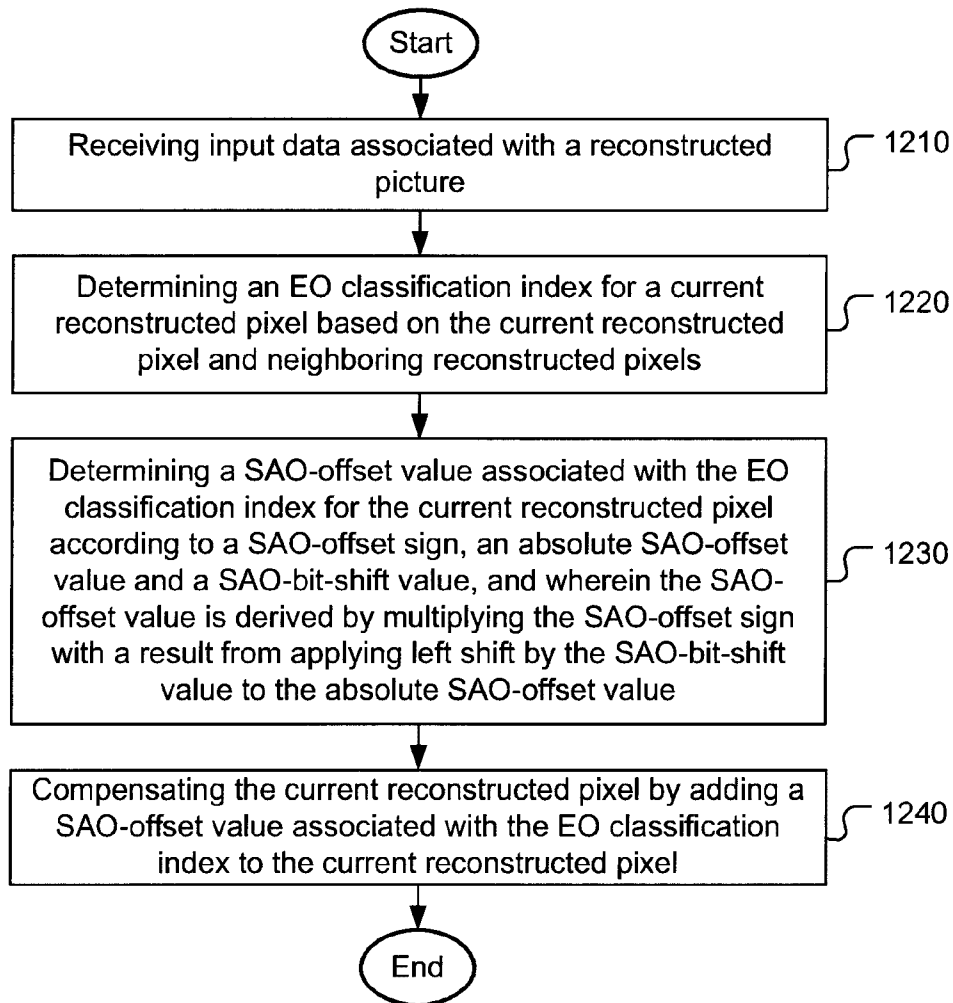 Start
Receiving input data associated with a reconstructed
picture
1210
Determining an EO classification index for a current
reconstructed pixel based on the current reconstructed
pixel and neighboring reconstructed pixels
1220
Determining a SAO-offset value associated with the EO
classification index for the current reconstructed pixel
according to a SAO-offset sign, an absolute SAO-offset
value and a SAO-bit-shift value, and wherein the SAO-
offset value is derived by multiplying the SAO-offset sign
with a result from applying left shift by the SAO-bit-shift
value to the absolute SAO-offset value
1230
Compensating the current reconstructed pixel by adding a
SAO-offset value associated with the EO classification
index to the current reconstructed pixel
1240
End